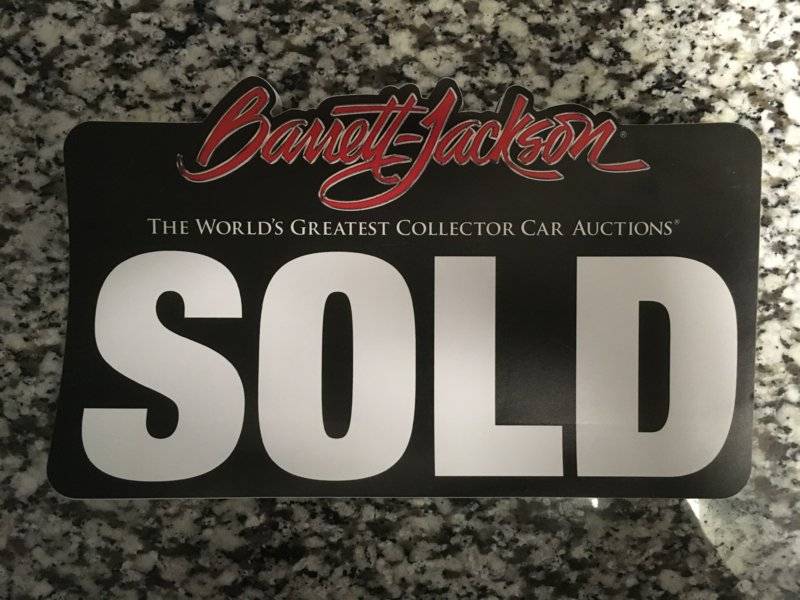 Barrett-Jackson®
THE WORLD'S GREATEST COLLECTOR CAR AUCTIONS®
SOLD